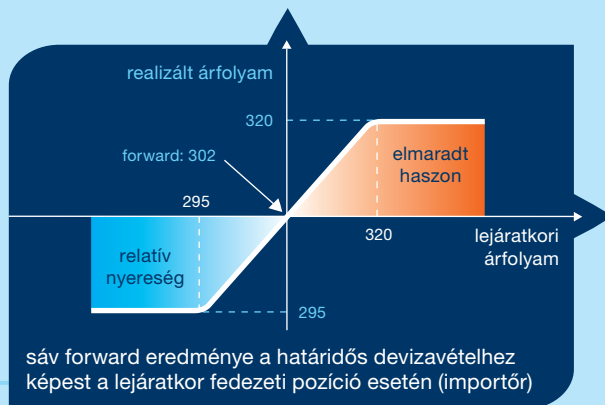 realizált árfolyam
320
forward: 302
elmaradt
haszon
295
320
lejáratkori
árfolyam
relatív
nyereség
295
sáv forward eredménye a határidős devizavételhez
képest a lejáratkor fedezeti pozíció esetén (importőr)